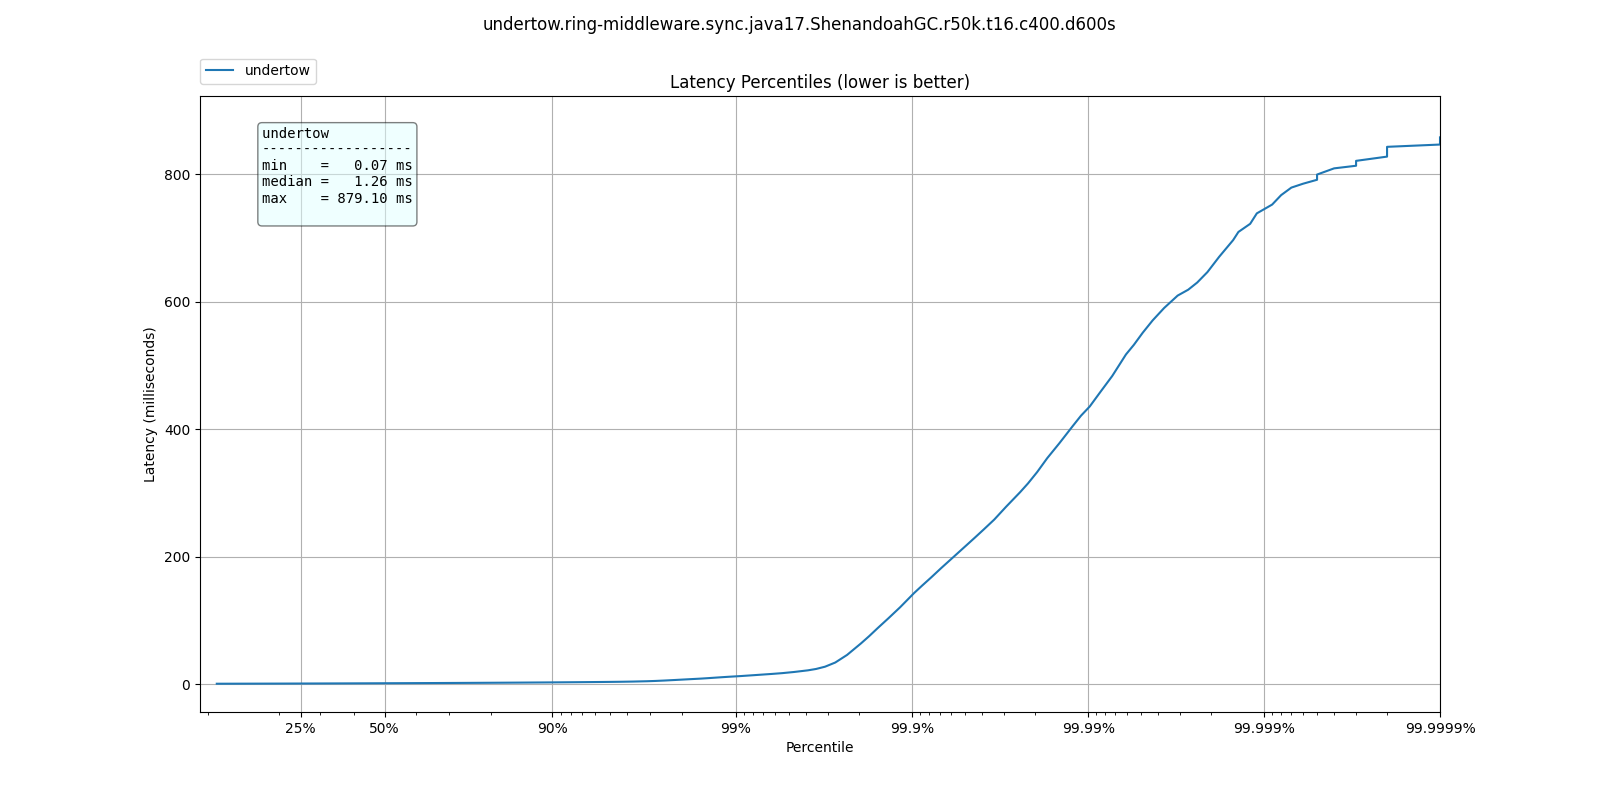 undertow.ring-middleware.sync.java17.ShenandoahGC.r50k.t16.c400.d600s
undertow
Latency Percentiles (lower is better)
undertow
------------------
min    =   0.07 ms
median =   1.26 ms
max    = 879.10 ms
800
600
400
200
0
Latency (milliseconds)
25% 50% 90% 99% 99.9% 99.99% 99.999% 99.9999%
Percentile